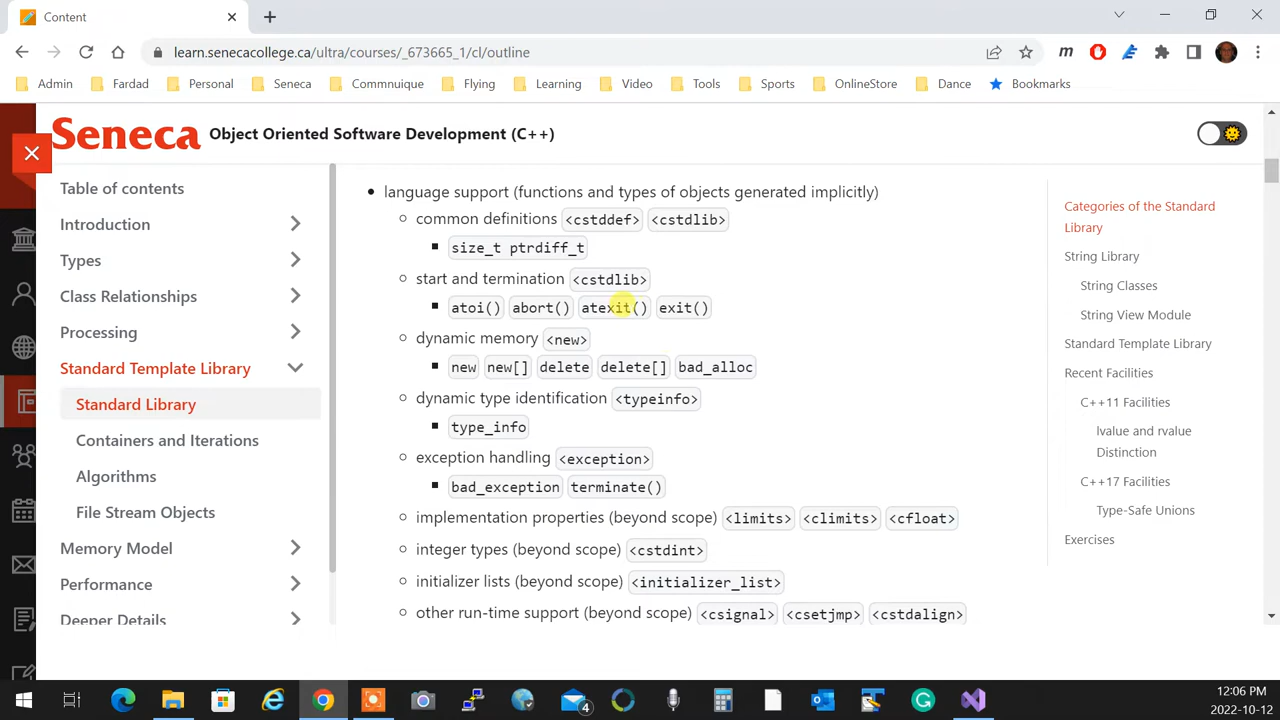 Content
learn.senecacollege.ca/ultra/courses/_673665_1/cl/outline
m
Admin Fardad Personal Seneca Commnuique Flying Learning Video Tools Sports OnlineStore Dance Bookmarks
Seneca Object Oriented Software Development (C++)
Table of contents
Introduction
Types
Class Relationships
Processing
Standard Template Library
Standard Library
Containers and Iterations
Algorithms
File Stream Objects
Memory Model
Performance
Deeper Details
language support (functions and types of objects generated implicitly)
common definitions <cstddef> <cstdlib>
size_t ptrdiff_t
start and termination <cstdlib>
atoi() abort() atexit() exit()
dynamic memory <new>
new new[] delete delete[] bad_alloc
dynamic type identification <typeinfo>
type_info
exception handling <exception>
bad_exception terminate()
implementation properties (beyond scope) <limits> <climits> <cfloat>
integer types (beyond scope) <cstdint>
initializer lists (beyond scope) <initializer_list>
other run-time support (beyond scope) <csignal> <csetjmp> <cstdalign>
Categories of the Standard
Library
String Library
String Classes
String View Module
Standard Template Library
Recent Facilities
C++11 Facilities
lvalue and rvalue
Distinction
C++17 Facilities
Type-Safe Unions
Exercises
4
12:06 PM
2022-10-12